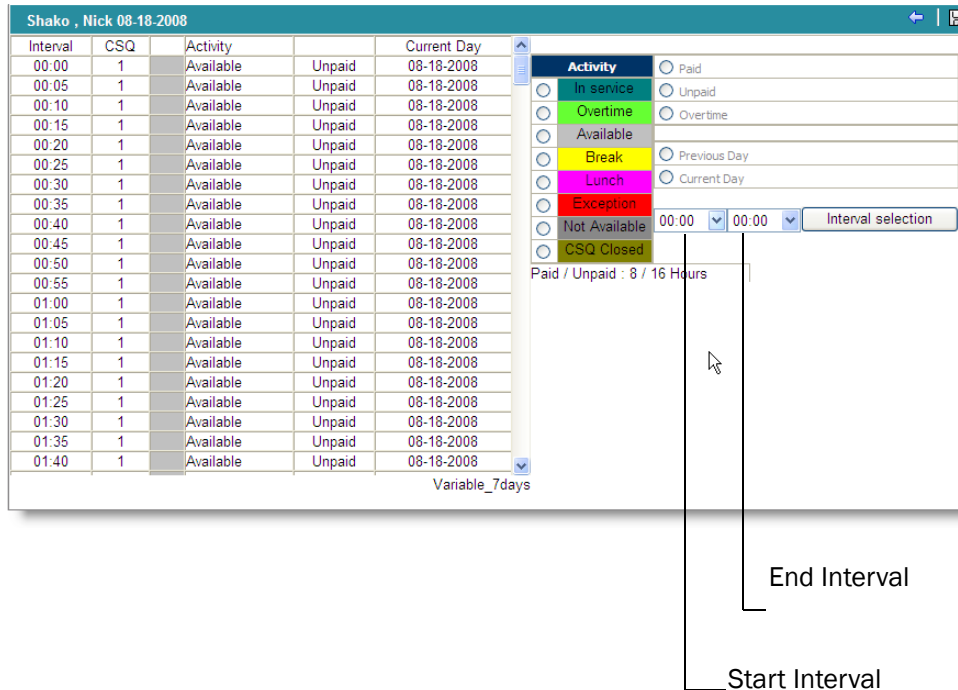 Shako , Nick 08-18-2008
Interval CSQ Activity Current Day
00:00 1 Available Unpaid 08-18-2008
00:05 1 Available Unpaid 08-18-2008
00:10 1 Available Unpaid 08-18-2008
00:15 1 Available Unpaid 08-18-2008
00:20 1 Available Unpaid 08-18-2008
00:25 1 Available Unpaid 08-18-2008
00:30 1 Available Unpaid 08-18-2008
00:35 1 Available Unpaid 08-18-2008
00:40 1 Available Unpaid 08-18-2008
00:45 1 Available Unpaid 08-18-2008
00:50 1 Available Unpaid 08-18-2008
00:55 1 Available Unpaid 08-18-2008
01:00 1 Available Unpaid 08-18-2008
01:05 1 Available Unpaid 08-18-2008
01:10 1 Available Unpaid 08-18-2008
01:15 1 Available Unpaid 08-18-2008
01:20 1 Available Unpaid 08-18-2008
01:25 1 Available Unpaid 08-18-2008
01:30 1 Available Unpaid 08-18-2008
01:35 1 Available Unpaid 08-18-2008
01:40 1 Available Unpaid 08-18-2008
Variable_7days
Activity
In service
Overtime
Available
Break
Lunch
Exception
Not Available
CSQ Closed
Paid / Unpaid : 8 / 16 Hours
Paid
Unpaid
Overtime
Previous Day
Current Day
00:00 00:00 Interval selection
End Interval
Start Interval